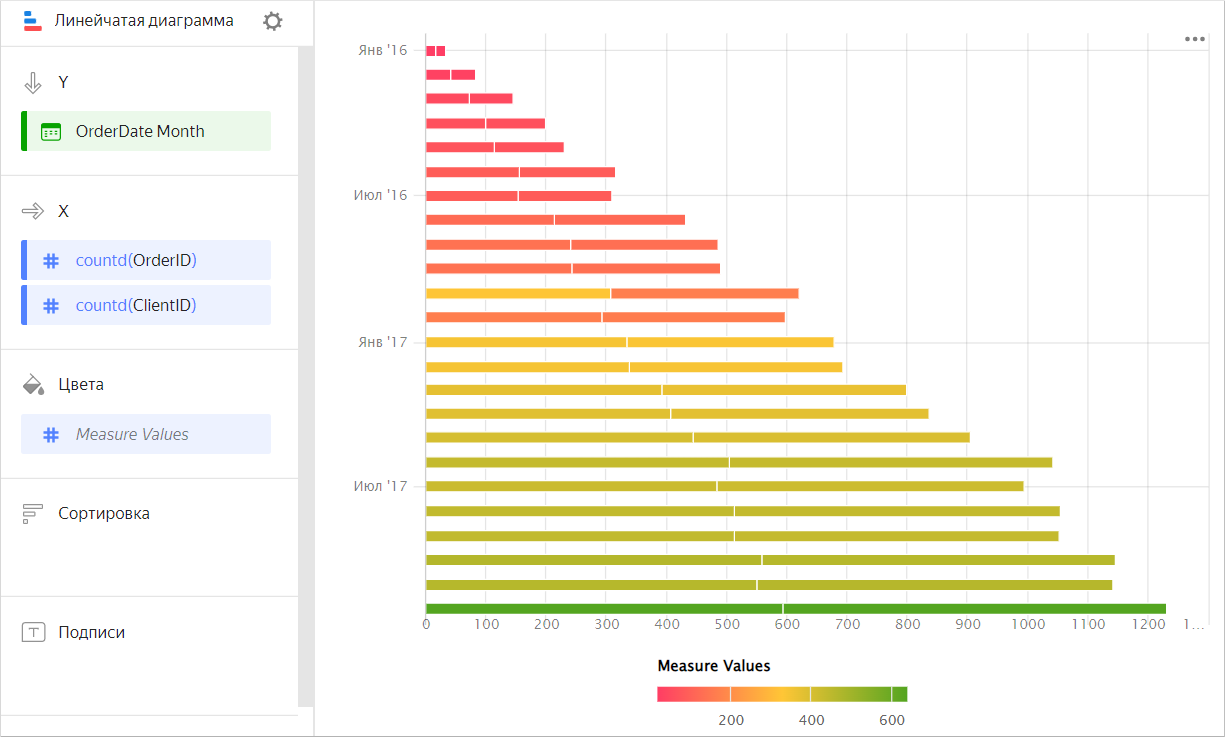 Линейчатая диаграмма
Y
OrderDate Month
X
countd(OrderID)
countd(ClientID)
Цвета
Measure Values
Сортировка
Подписи
Янв '16
Июл '16
Янв '17
Июл '17
0 100 200 300 400 500 600 700 800 900 1000 1100 1200 1...
Measure Values
200 400 600